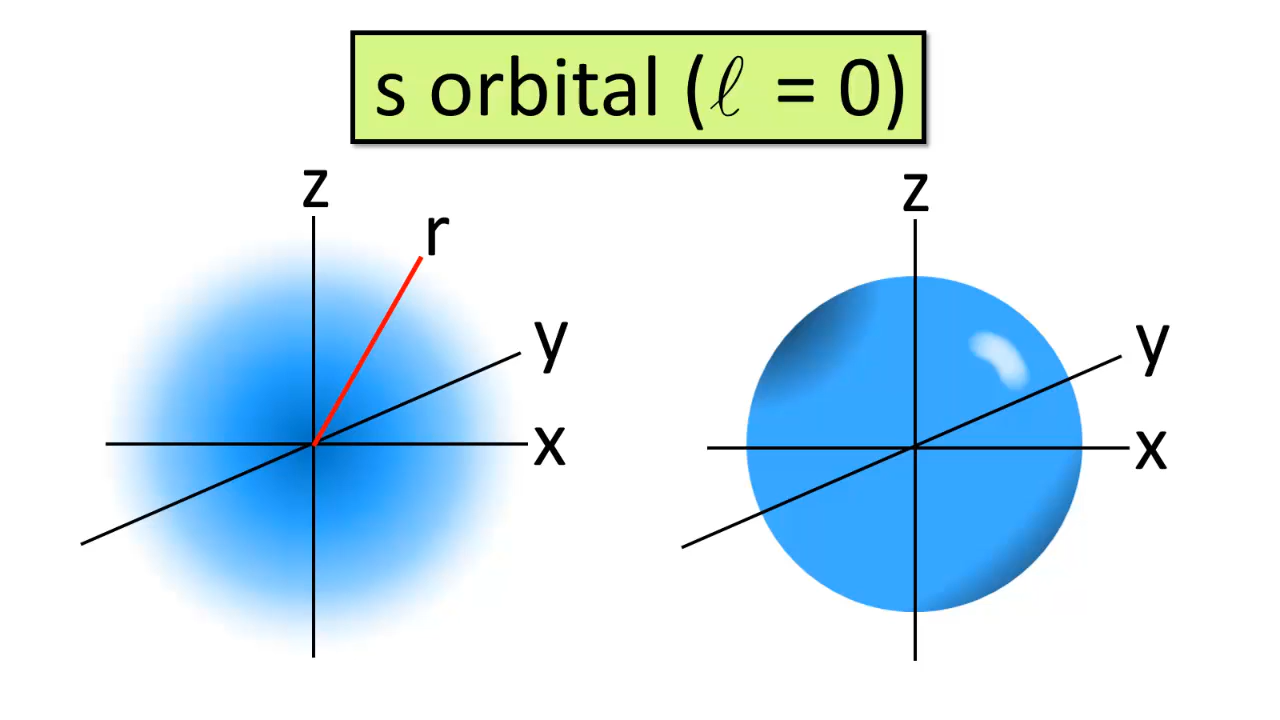 s orbital (ℓ = 0)
z
r
y
x
z
y
x